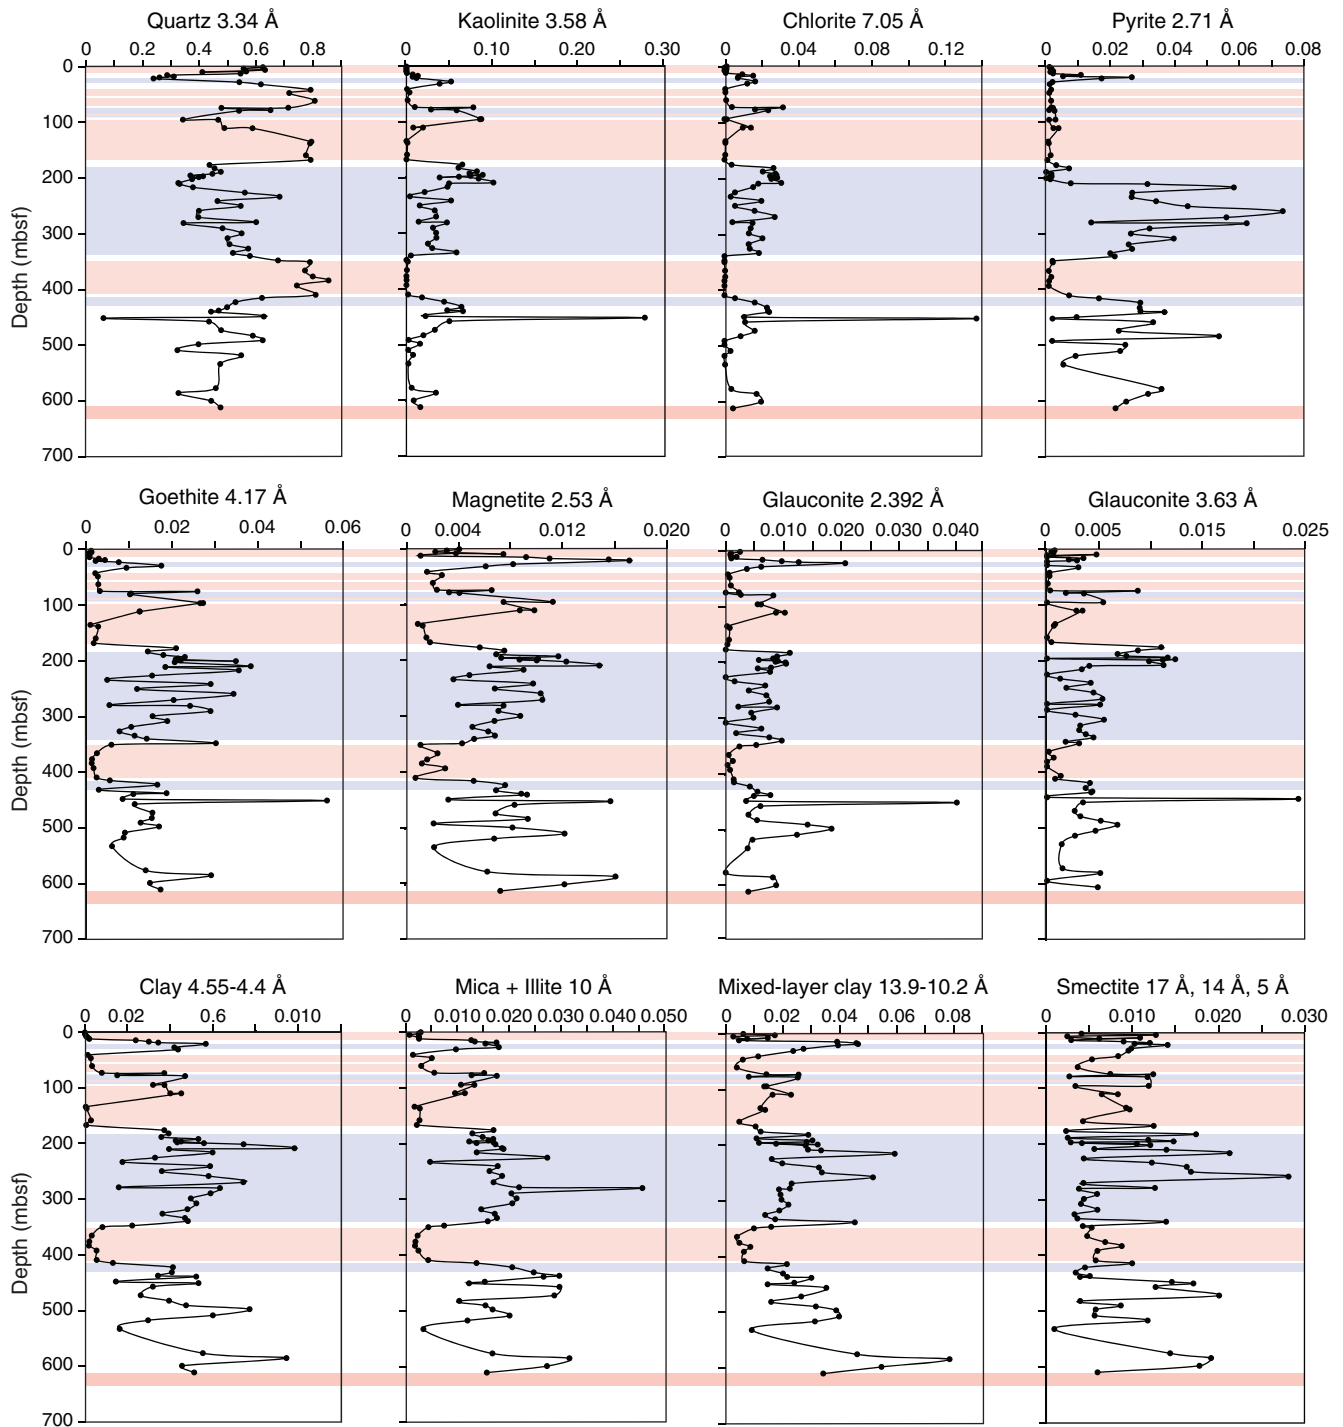 Quartz 3.34 Å Kaolinite 3.58 Å Chlorite 7.05 Å Pyrite 2.71 Å
0 0.2 0.4 0.6 0.8 0 0.10 0.20 0.30 0 0.04 0.08 0.12 0 0.02 0.04 0.06 0.08
0
100
200
300
400
500
600
700
Depth (mbsf)
Goethite 4.17 Å Magnetite 2.53 Å Glauconite 2.392 Å Glauconite 3.63 Å
0 0.02 0.04 0.06 0 0.004 0.012 0.020 0 0.010 0.020 0.030 0.040 0 0.005 0.015 0.025
0
100
200
300
400
500
600
700
Depth (mbsf)
Clay 4.55-4.4 Å Mica + Illite 10 Å Mixed-layer clay 13.9-10.2 Å Smectite 17 Å, 14 Å, 5 Å
0 0.02 0.6 0.010 0 0.010 0.020 0.030 0.050 0 0.02 0.04 0.06 0.08 0 0.010 0.020 0.030
0
100
200
300
400
500
600
700
Depth (mbsf)